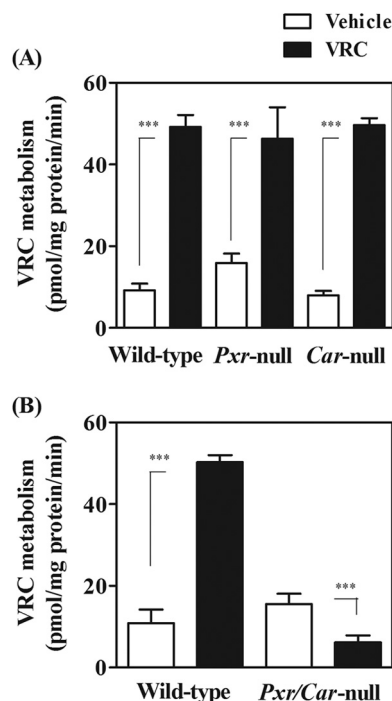 Vehicle
VRC
(A)
VRC metabolism
(pmol/mg protein/min)
60
40
20
0
***
***
***
Wild-type Pxr-null Car-null
(B)
VRC metabolism
(pmol/mg protein/min)
60
40
20
0
***
***
Wild-type Pxr/Car-null